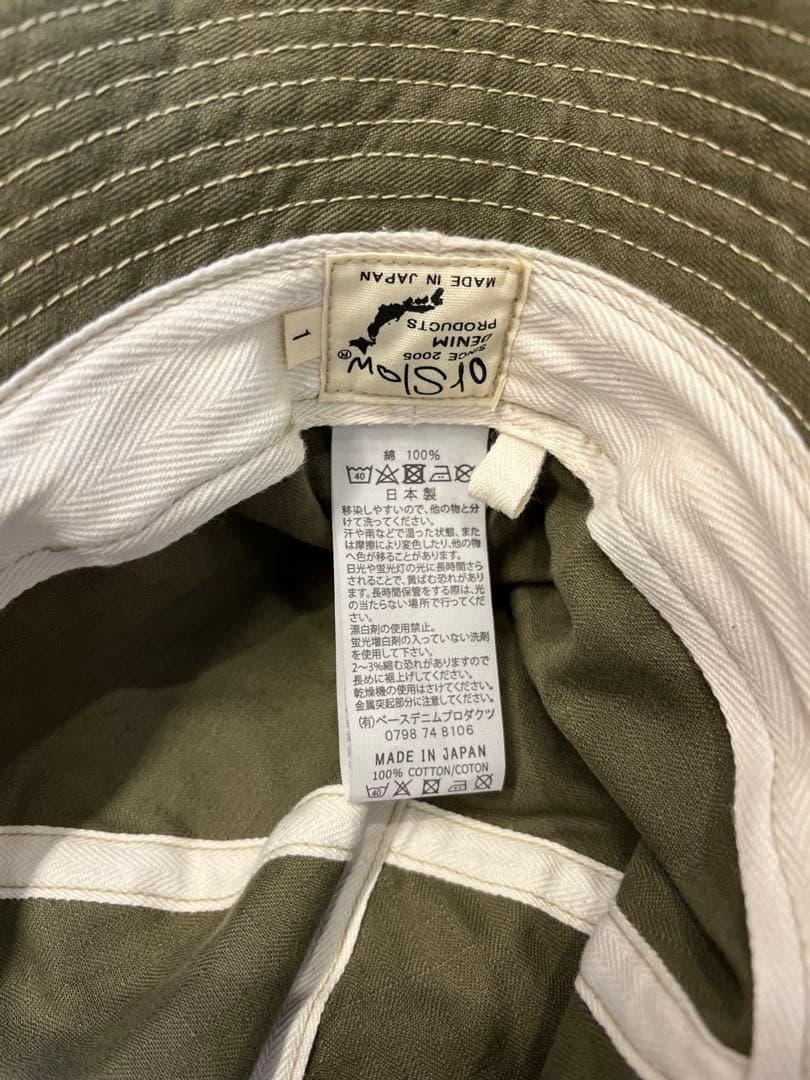 orSlow®
SINCE 2005
DENIM
PRODUCTS
MADE IN JAPAN
1
綿 100%
40
日本製
移染しやすいので、他の物と分
けて洗ってください。
汗や雨などで湿った状態、または
は摩擦により変色したり、他の物
へ色が移ることがあります。
日光や蛍光灯の光に長時間さら
されることで、黄ばむ恐れがあり
ます。長時間保管をする際は、光
の当たらない場所で行ってくだ
さい。
漂白剤の使用禁止。
蛍光増白剤の入っていない洗剤
を使用して下さい。
2～3%縮む恐れがありますので
長めに裾上げしてください。
乾燥機の使用はさけてください。
金属突起部分に注意してください。
(有)ベースデニムプロダクツ
0798 74 8106
MADE IN JAPAN
100% COTTON/COTON
40